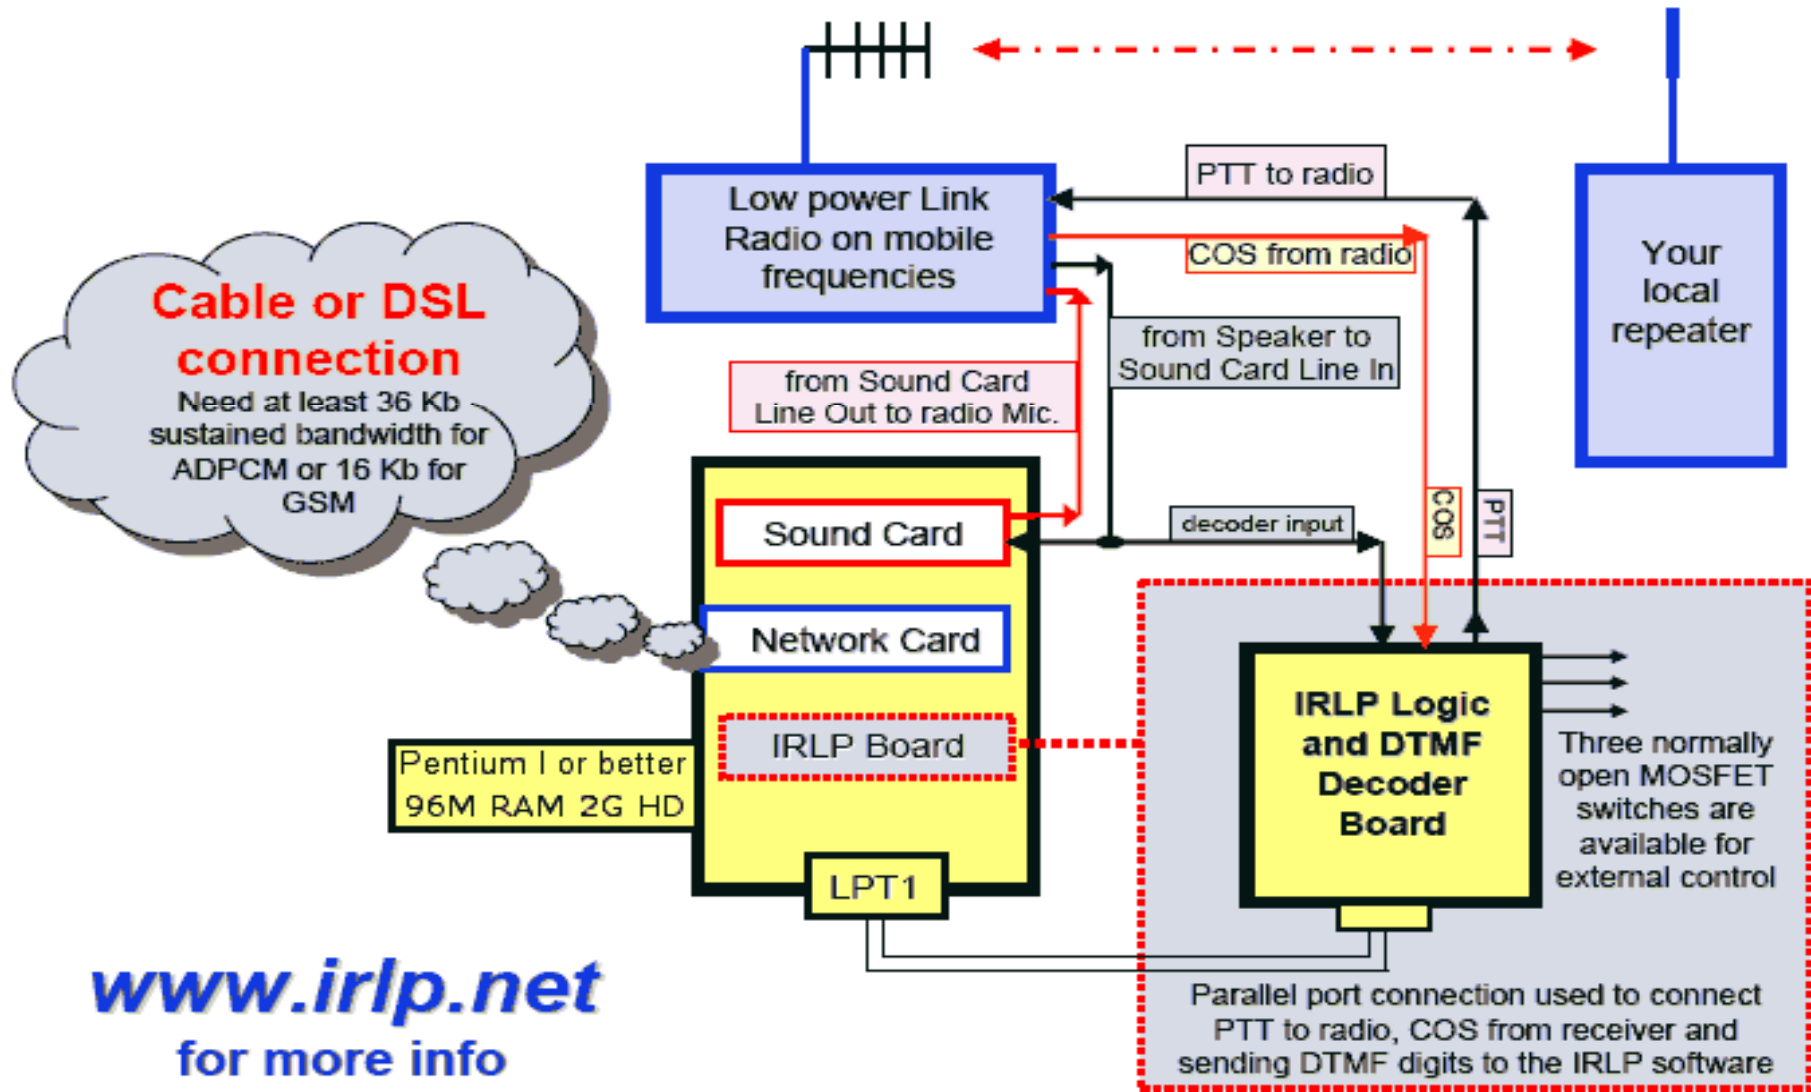 PTT to radio
Low power Link
Radio on mobile
frequencies
COS from radio
Your
local
repeater
Cable or DSL
connection
Need at least 36 Kb
sustained bandwidth for
ADPCM or 16 Kb for
GSM
from Speaker to
Sound Card Line In
from Sound Card
Line Out to radio Mic.
Sound Card
decoder input
COS
PTT
Network Card
IRLP Board
Pentium I or better
96M RAM 2G HD
LPT1
IRLP Logic
and DTMF
Decoder
Board
Three normally
open MOSFET
switches are
available for
external control
www.irlp.net
for more info
Parallel port connection used to connect
PTT to radio, COS from receiver and
sending DTMF digits to the IRLP software